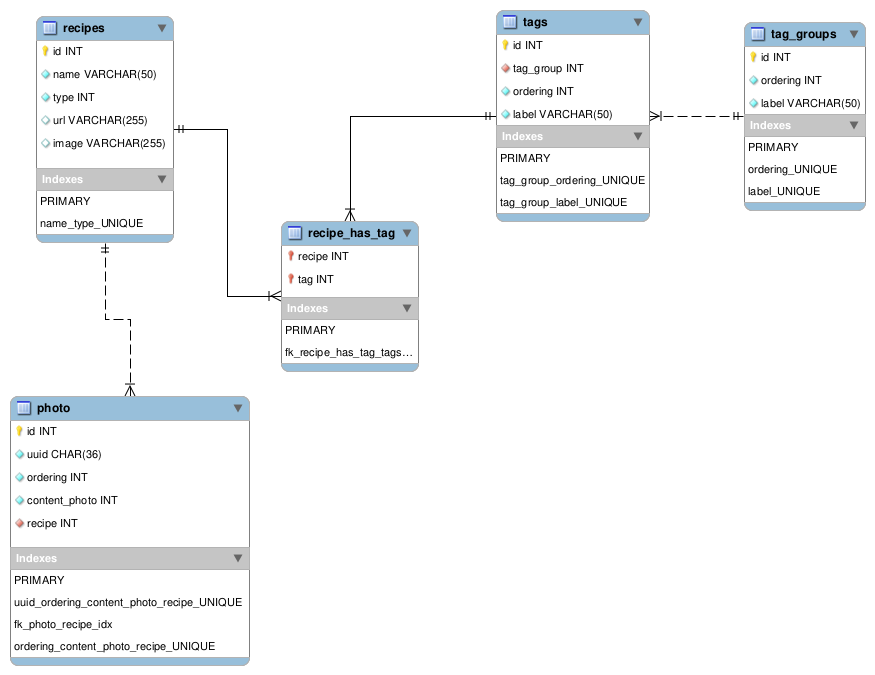 recipes
id INT
name VARCHAR(50)
type INT
url VARCHAR(255)
image VARCHAR(255)
Indexes
PRIMARY
name_type_UNIQUE
tags
id INT
tag_group INT
ordering INT
label VARCHAR(50)
Indexes
PRIMARY
tag_group_ordering_UNIQUE
tag_group_label_UNIQUE
tag_groups
id INT
ordering INT
label VARCHAR(50)
Indexes
PRIMARY
ordering_UNIQUE
label_UNIQUE
recipe_has_tag
recipe INT
tag INT
Indexes
PRIMARY
fk_recipe_has_tag_tags...
photo
id INT
uuid CHAR(36)
ordering INT
content_photo INT
recipe INT
Indexes
PRIMARY
uuid_ordering_content_photo_recipe_UNIQUE
fk_photo_recipe_idx
ordering_content_photo_recipe_UNIQUE